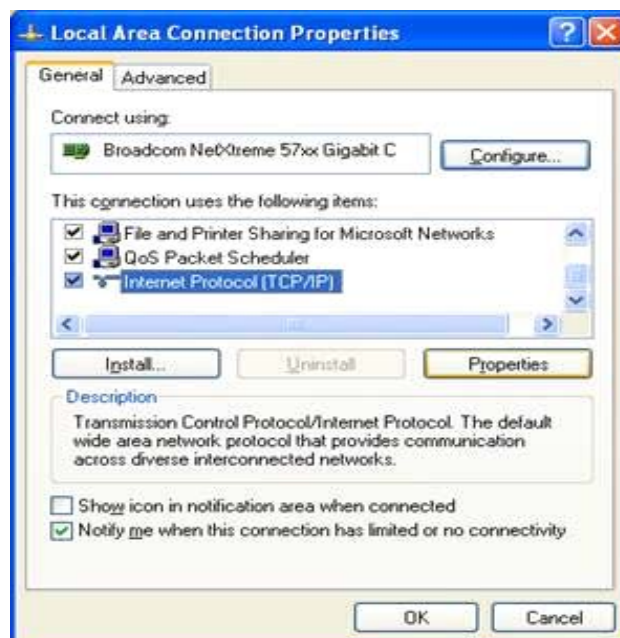 Local Area Connection Properties
General Advanced
Connect using:
Broadcom NetXtreme 57xx Gigabit C
Configure...
This connection uses the following items:
File and Printer Sharing for Microsoft Networks
QoS Packet Scheduler
Internet Protocol (TCP/IP)
Install... Uninstall Properties
Description
Transmission Control Protocol/Internet Protocol. The default
wide area network protocol that provides communication
across diverse interconnected networks.
Show icon in notification area when connected
Notify me when this connection has limited or no connectivity
OK Cancel